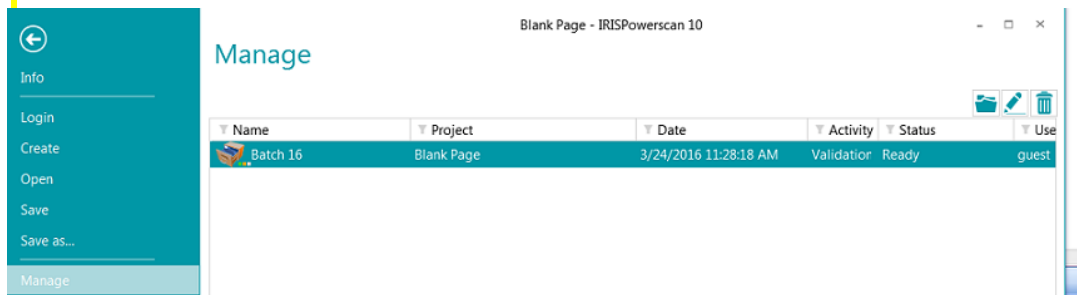 Blank Page - IRISPowerscan 10
Manage
Info
Login
Create
Open
Save
Save as...
Manage
Name Project Date Activity Status Use
Batch 16 Blank Page 3/24/2016 11:28:18 AM Validation Ready guest